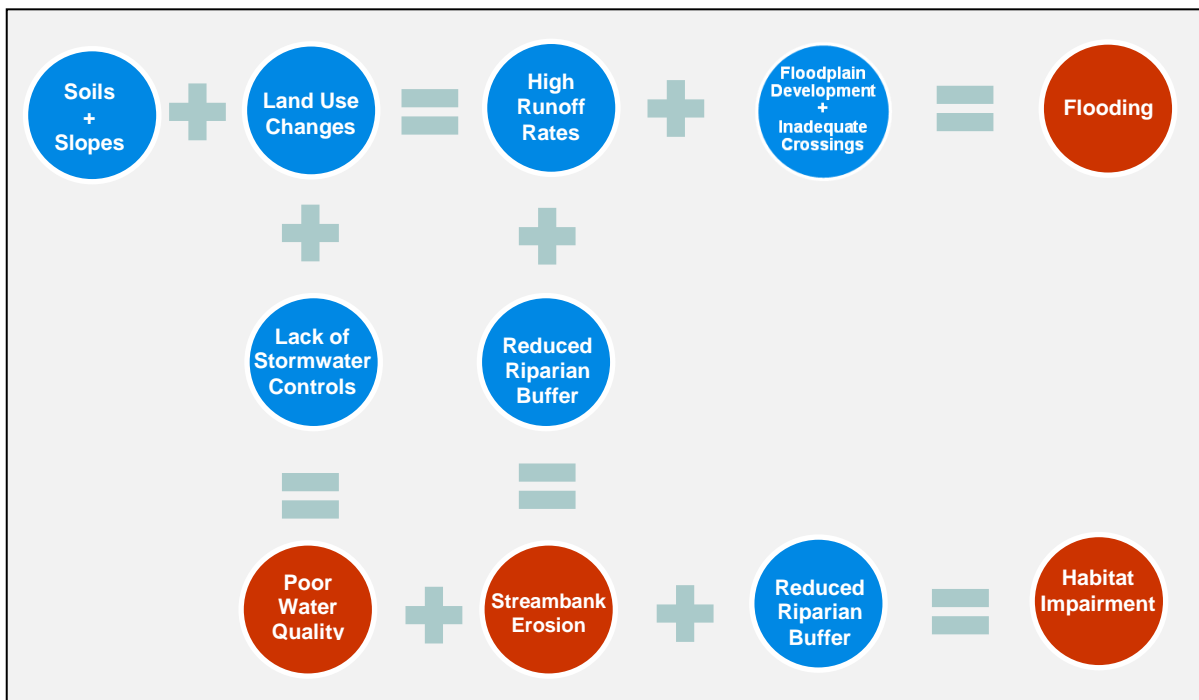 Soils
+
Slopes
Land Use
Changes
High
Runoff
Rates
Floodplain
Development
+
Inadequate
Crossings
Flooding
Lack of
Stormwater
Controls
Reduced
Riparian
Buffer
Poor
Water
Quality
Streambank
Erosion
Reduced
Riparian
Buffer
Habitat
Impairment